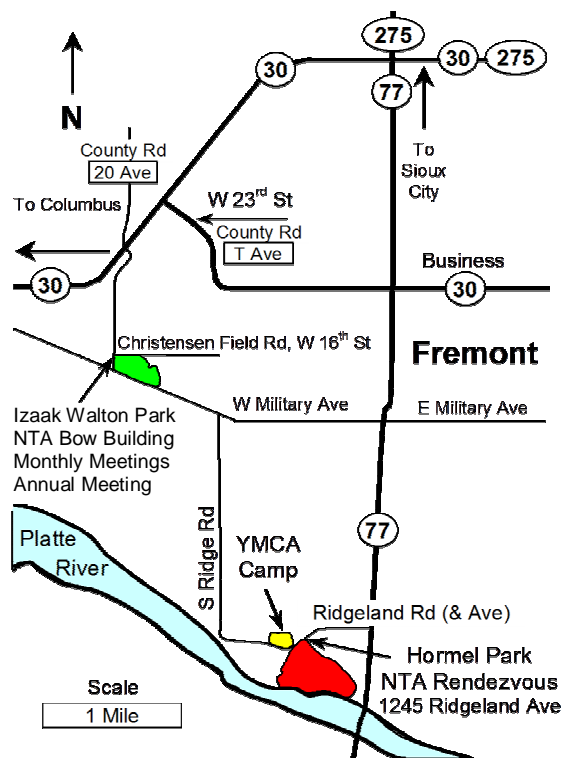 275
30
30
275
77
N
To
Sioux
City
County Rd
20 Ave
To Columbus
W 23rd St
County Rd
T Ave
Business
30
30
Christensen Field Rd, W 16th St
Fremont
W Military Ave
E Military Ave
Izaak Walton Park
NTA Bow Building
Monthly Meetings
Annual Meeting
S Ridge Rd
77
Platte
River
YMCA
Camp
Ridgeland Rd (& Ave)
Hormel Park
NTA Rendezvous
1245 Ridgeland Ave
Scale
1 Mile